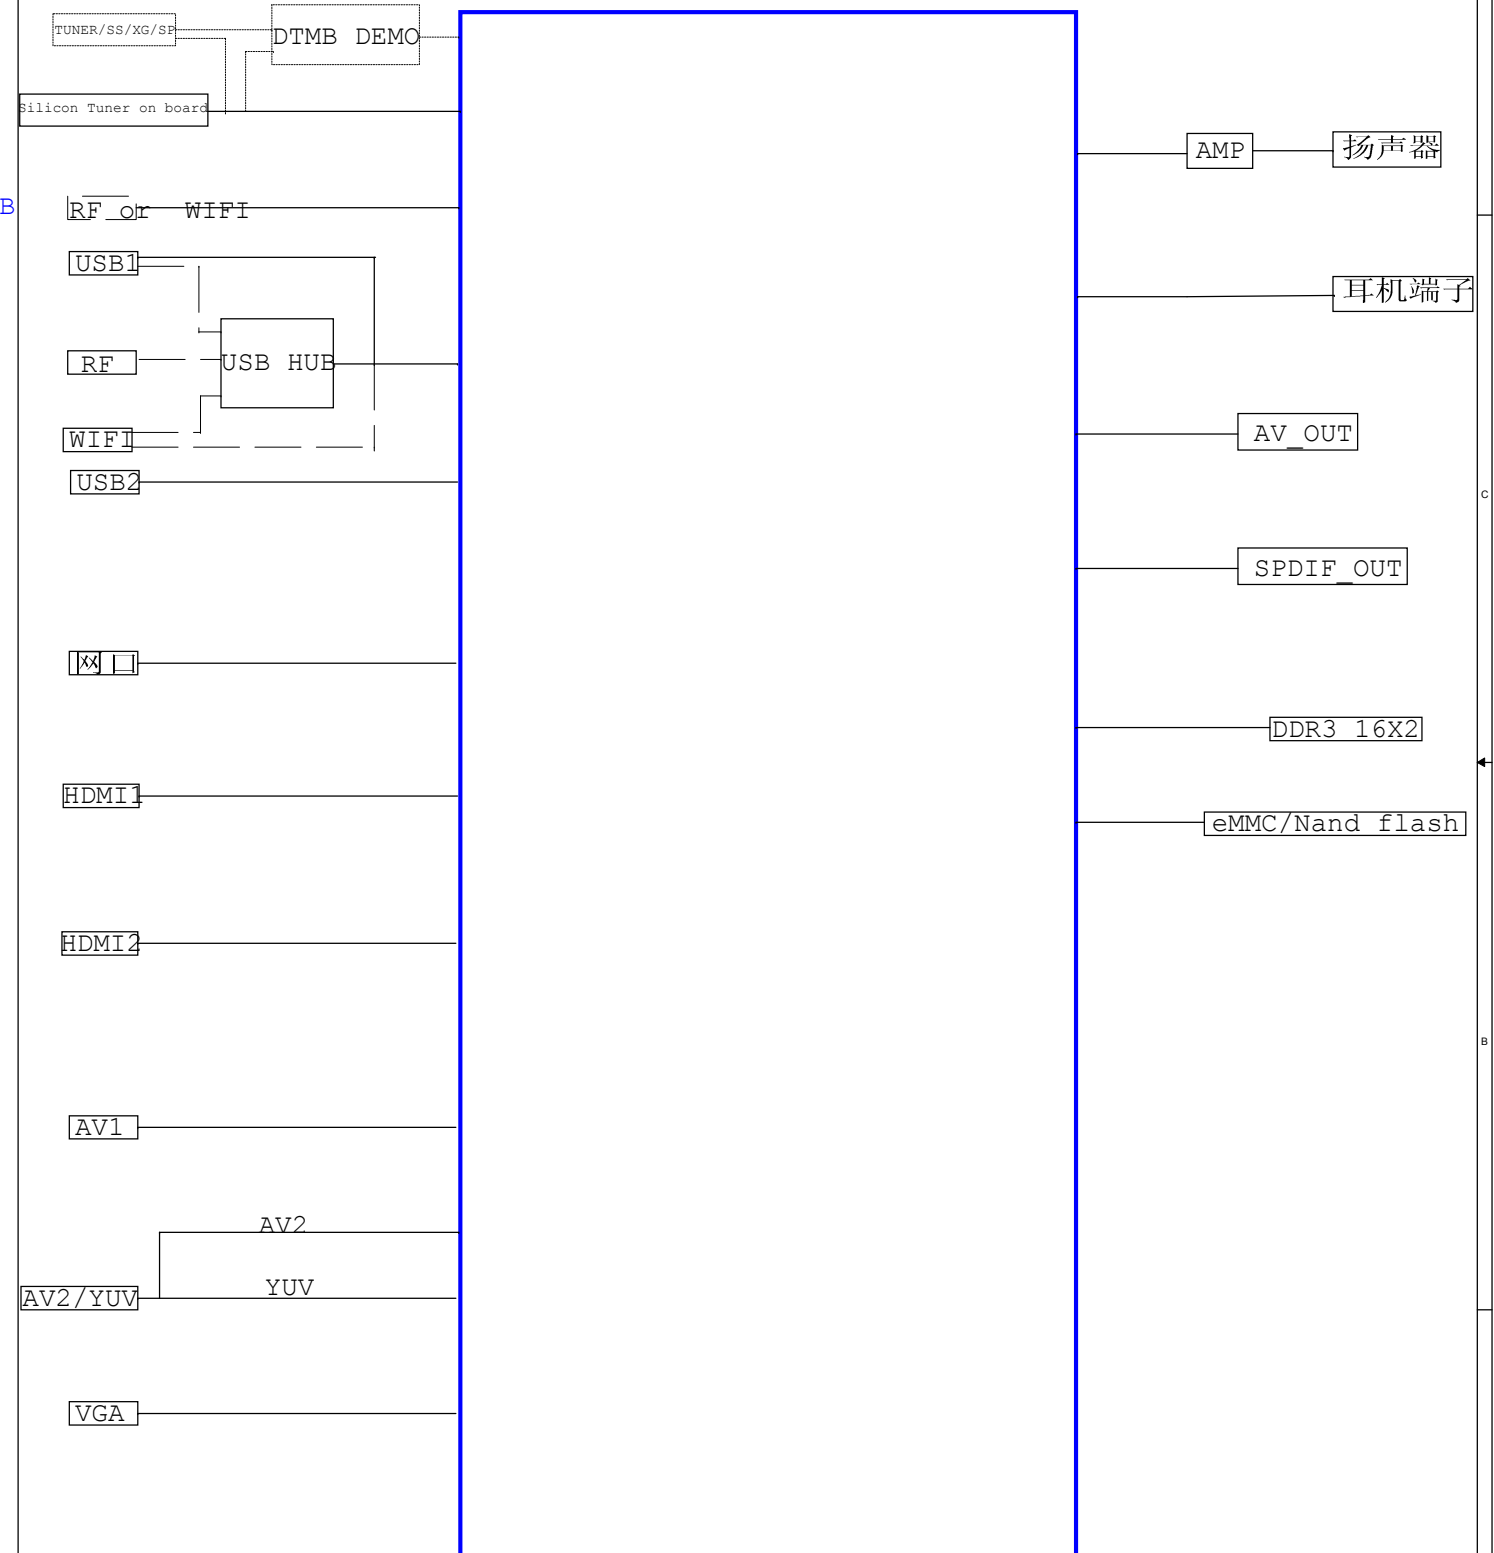 TUNER/SS/XG/SP
DTMB DEMO
Silicon Tuner on board
AMP
扬声器
B
RF or WIFI
USB1
耳机端子
USB HUB
RF
AV_OUT
WIFI
USB2
C
SPDIF_OUT
网口
DDR3 16X2
HDMI1
eMMC/Nand flash
HDMI2
B
AV1
AV2
YUV
AV2/YUV
VGA